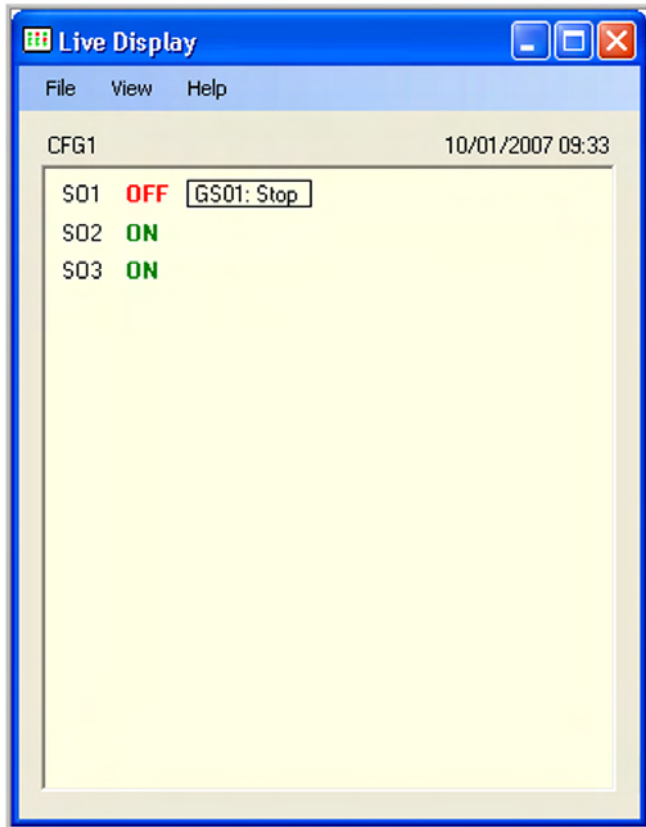 Live Display
File View Help
CFG1 10/01/2007 09:33
SO1 OFF GS01: Stop
SO2 ON
SO3 ON